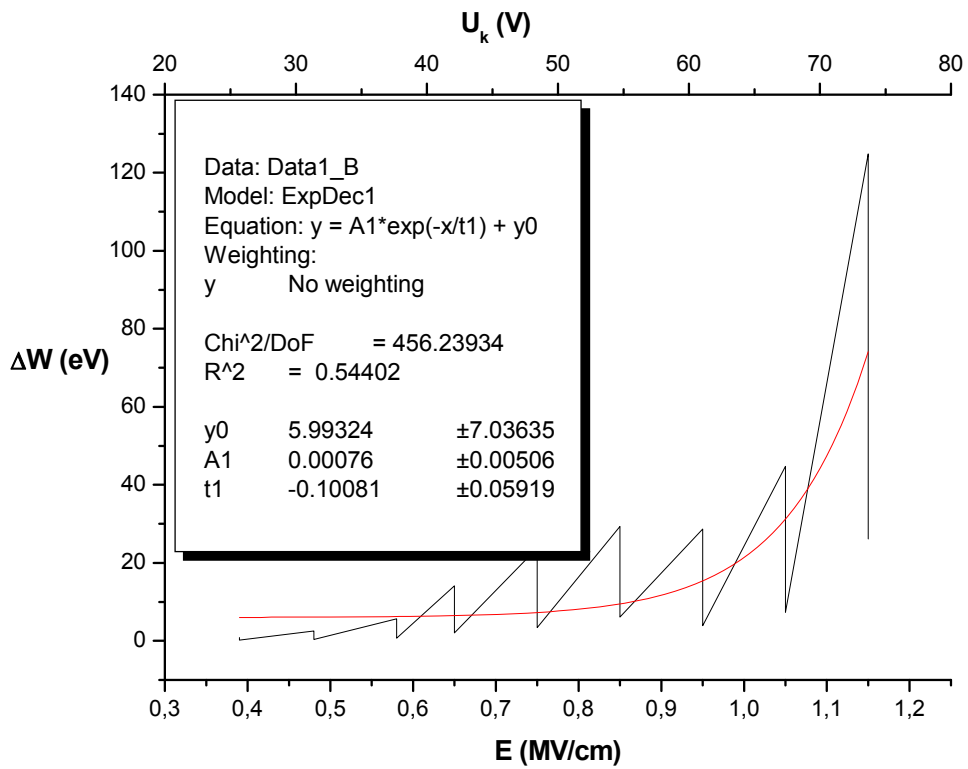 U_k (V)
20 30 40 50 60 70 80
140
120
100
80
60
40
20
0
ΔW (eV)
Data: Data1_B
Model: ExpDec1
Equation: y = A1*exp(-x/t1) + y0
Weighting:
y No weighting
Chi^2/DoF = 456.23934
R^2 = 0.54402
y0 5.99324 ±7.03635
A1 0.00076 ±0.00506
t1 -0.10081 ±0.05919
0,3 0,4 0,5 0,6 0,7 0,8 0,9 1,0 1,1 1,2
E (MV/cm)